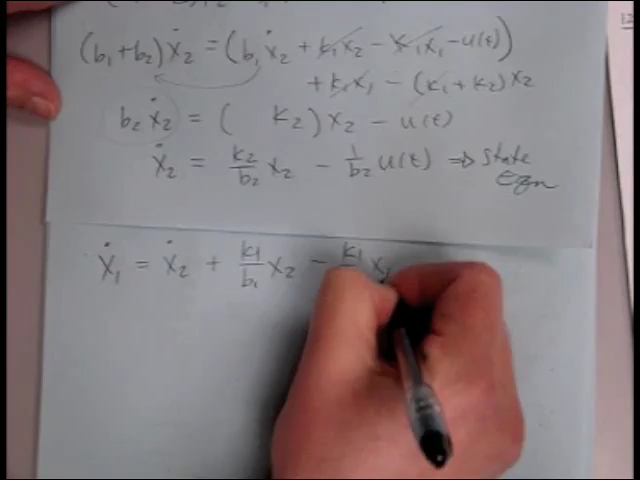 (b₁+b₂)ẋ₂ = (b₁ẋ₂ + k₁x₂ - k₁x₁ - u(t))
+ k₁x₁ - (k₁+k₂)x₂
b₂ẋ₂ = ( k₂)x₂ - u(t)
ẋ₂ = k₂/b₂ x₂ - 1/b₂ u(t) ⇒ state
eqn
ẋ₁ = ẋ₂ + k₁/b₁ x₂ - k₁ x₁